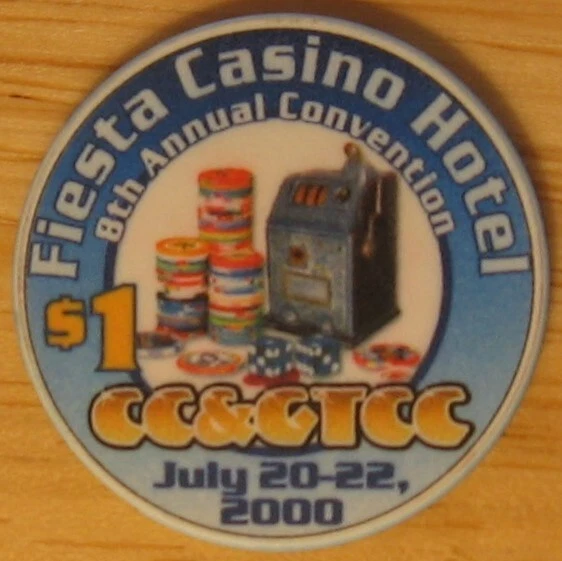 Fiesta Casino Hotel
8th Annual Convention
$1
CC&GTCC
July 20-22,
2000